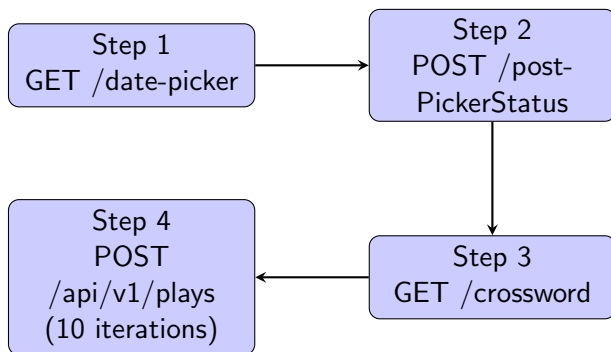 Step 1
GET /date-picker
Step 2
POST /post-
PickerStatus
Step 3
GET /crossword
Step 4
POST
/api/v1/plays
(10 iterations)